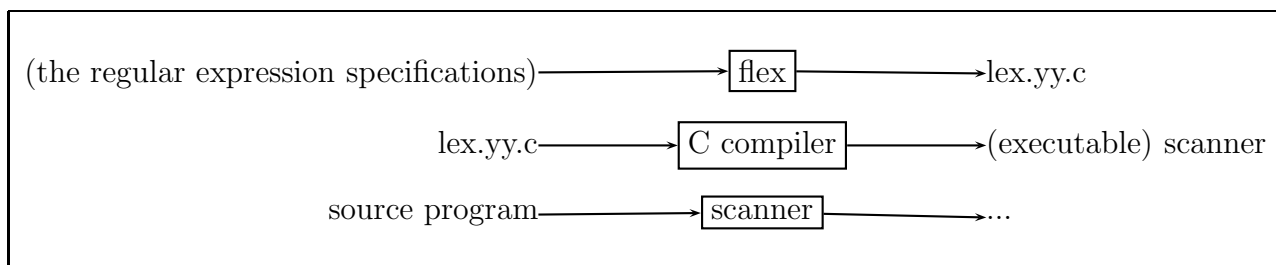 (the regular expression specifications) flex lex.yy.c
lex.yy.c C compiler (executable) scanner
source program scanner ...